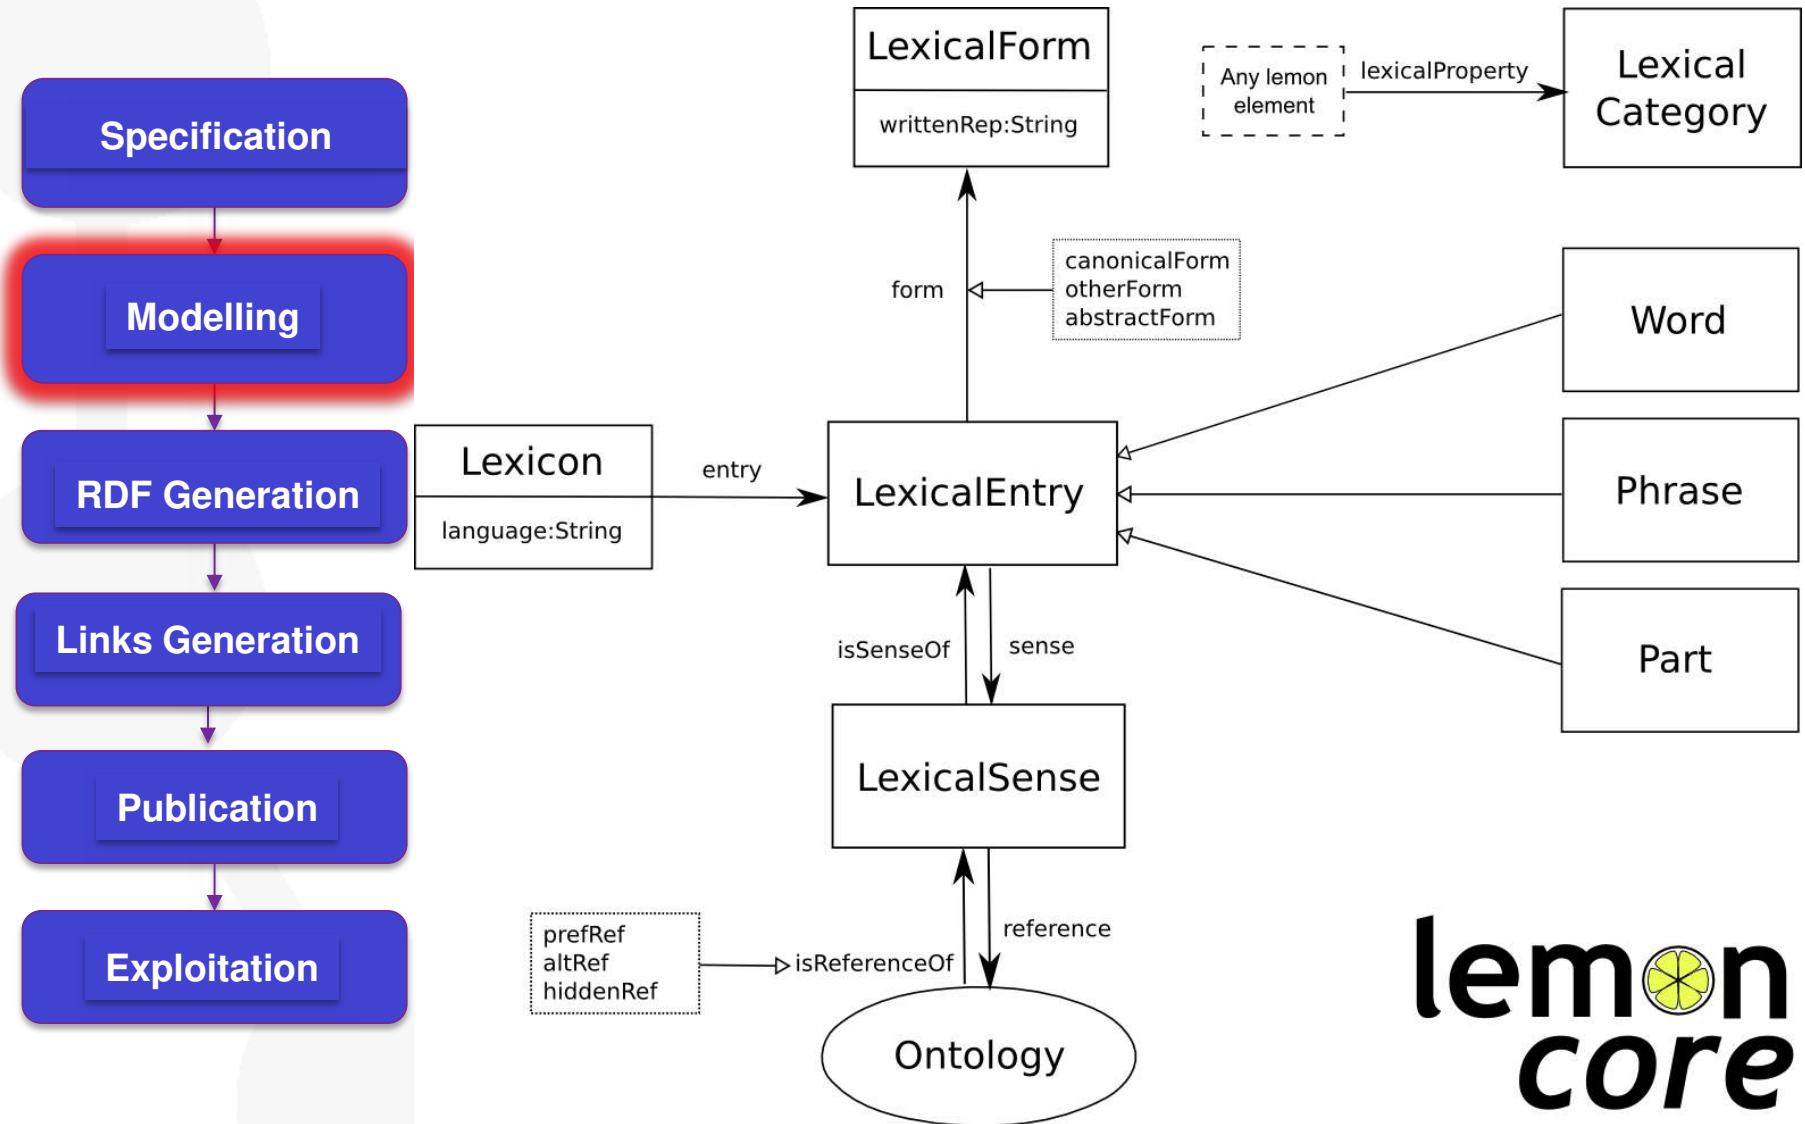 Specification
Modelling
RDF Generation
Links Generation
Publication
Exploitation
LexicalForm
writtenRep:String
Any lemon
element
lexicalProperty
Lexical
Category
form
canonicalForm
otherForm
abstractForm
Word
Phrase
Part
Lexicon
language:String
entry
LexicalEntry
isSenseOf
sense
LexicalSense
prefRef
altRef
hiddenRef
isReferenceOf
reference
Ontology
lemon
core